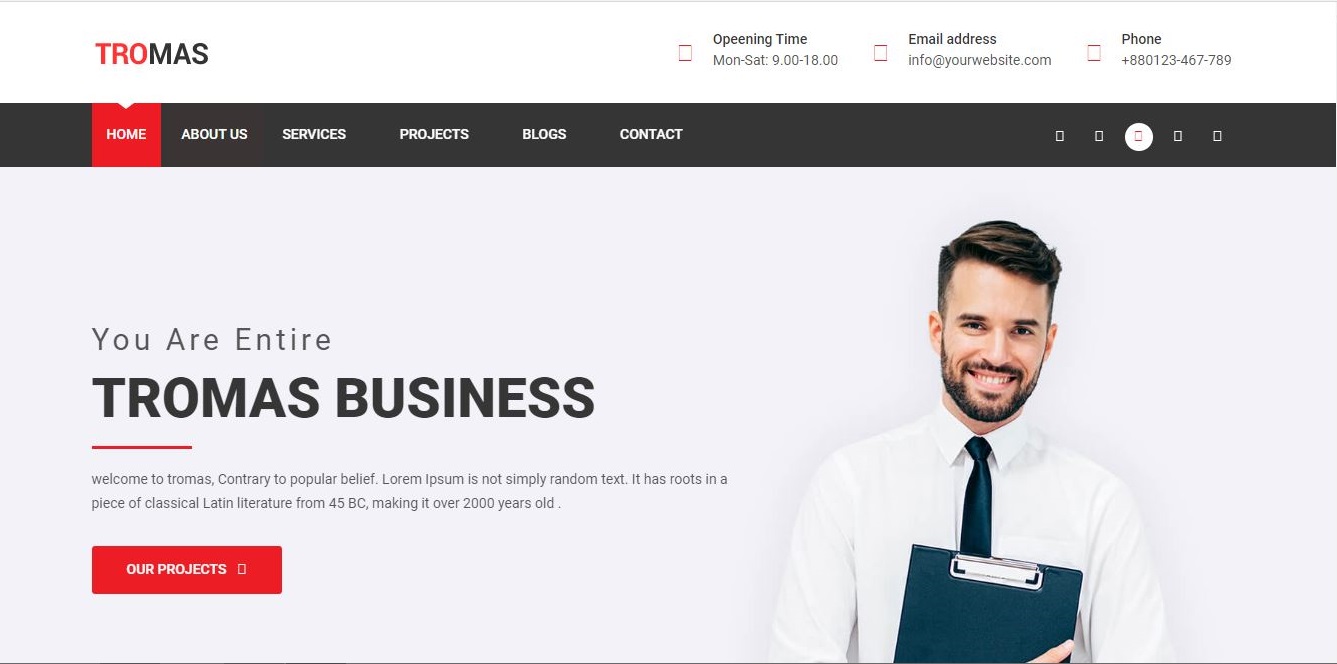 TROMAS
Opeening Time
Mon-Sat: 9.00-18.00
Email address
info@yourwebsite.com
Phone
+880123-467-789
HOME ABOUT US SERVICES PROJECTS BLOGS CONTACT
You Are Entire
TROMAS BUSINESS
welcome to tromas, Contrary to popular belief. Lorem Ipsum is not simply random text. It has roots in a
piece of classical Latin literature from 45 BC, making it over 2000 years old .
OUR PROJECTS